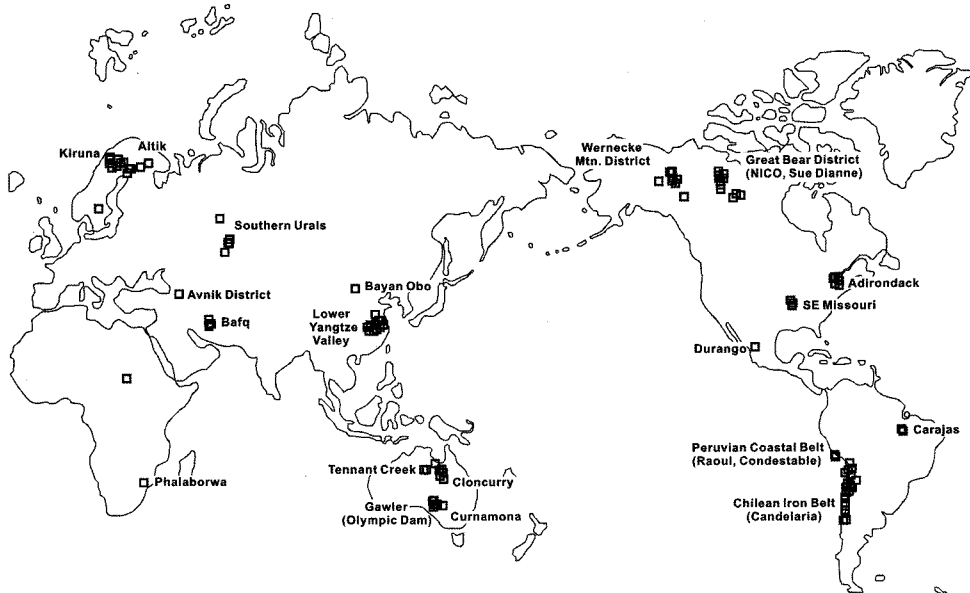 Kiruna
Aitik
Southern Urals
Avnik District
Bafq
Bayan Obo
Lower
Yangtze
Valley
Phalaborwa
Tennant Creek
Cloncurry
Gawler
(Olympic Dam)
Curnamona
Wernecke
Mtn. District
Great Bear District
(NICO, Sue Dianne)
Adirondack
SE Missouri
Durango
Carajas
Peruvian Coastal Belt
(Raoul, Condestable)
Chilean Iron Belt
(Candelaria)